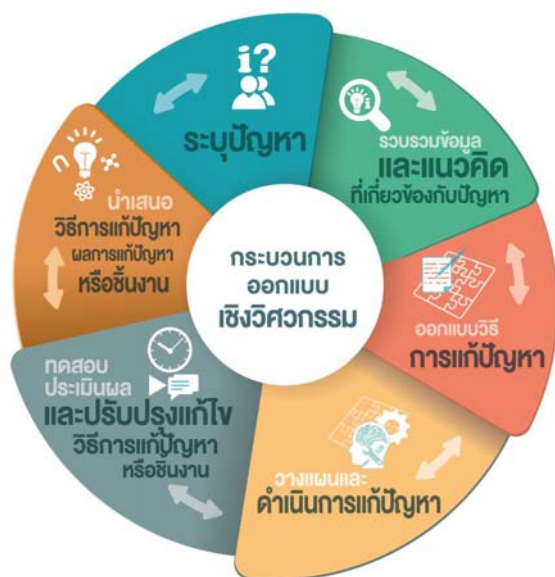 ระบุปัญหา
รวบรวมข้อมูล
และแนวคิด
ที่เกี่ยวข้องกับปัญหา
ออกแบบวิธี
การแก้ปัญหา
วางแผนและ
ดำเนินการแก้ปัญหา
ทดสอบ
ประเมินผล
และปรับปรุงแก้ไข
วิธีการแก้ปัญหา
หรือชิ้นงาน
นำเสนอ
วิธีการแก้ปัญหา
ผลการแก้ปัญหา
หรือชิ้นงาน
กระบวนการ
ออกแบบ
เชิงวิศวกรรม